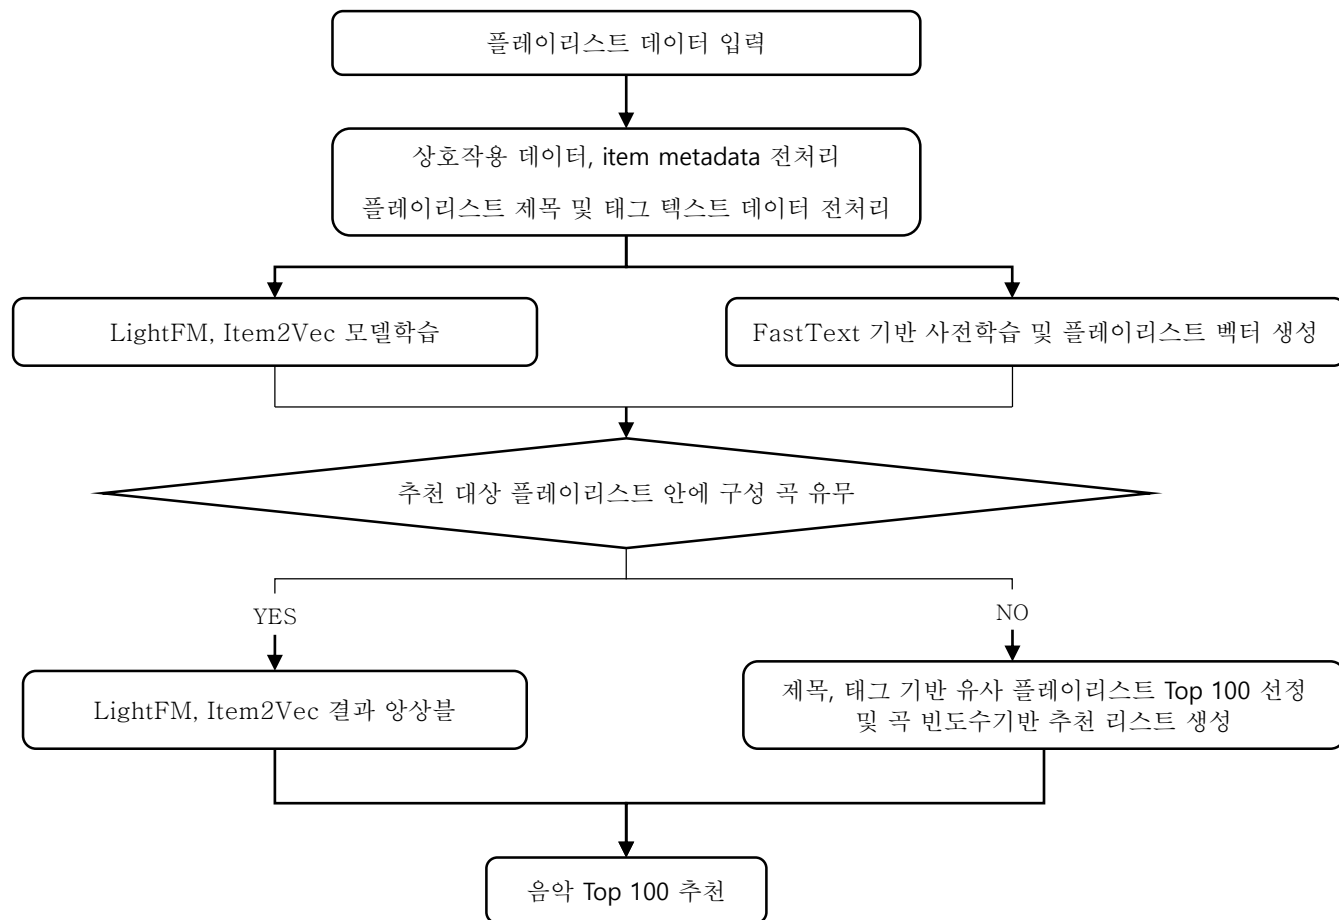 플레이리스트 데이터 입력
상호작용 데이터, item metadata 전처리
플레이리스트 제목 및 태그 텍스트 데이터 전처리
LightFM, Item2Vec 모델학습
FastText 기반 사전학습 및 플레이리스트 벡터 생성
추천 대상 플레이리스트 안에 구성 곡 유무
YES
NO
LightFM, Item2Vec 결과 앙상블
제목, 태그 기반 유사 플레이리스트 Top 100 선정
및 곡 빈도수기반 추천 리스트 생성
음악 Top 100 추천